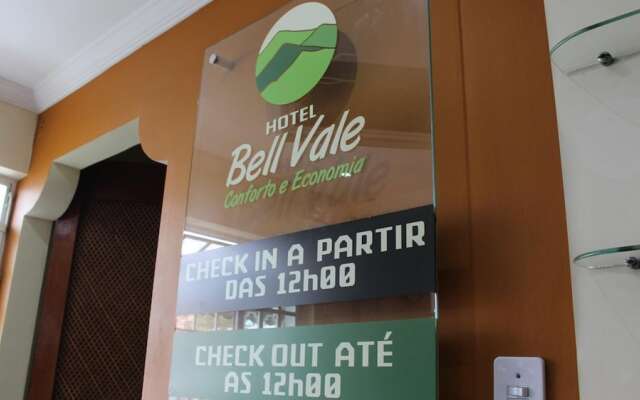 HOTEL
Bell Vale
Conforto e Economia
CHECK IN A PARTIR
DAS 12h00
CHECK OUT ATÉ
AS 12h00